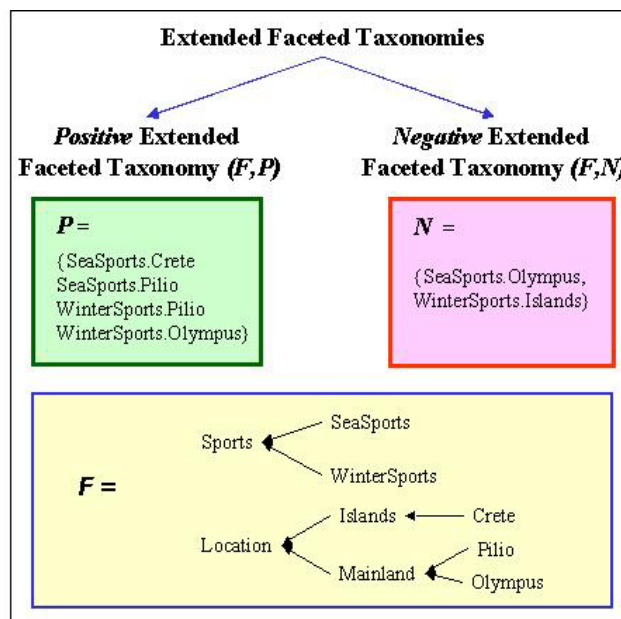 Extended Faceted Taxonomies
Positive Extended
Faceted Taxonomy (F,P)
Negative Extended
Faceted Taxonomy (F,N)
P =
{SeaSports.Crete
SeaSports.Pilio
WinterSports.Pilio
WinterSports.Olympus}
N =
{SeaSports.Olympus,
WinterSports.Islands}
F =
Sports
SeaSports
WinterSports
Location
Islands
Crete
Mainland
Pilio
Olympus